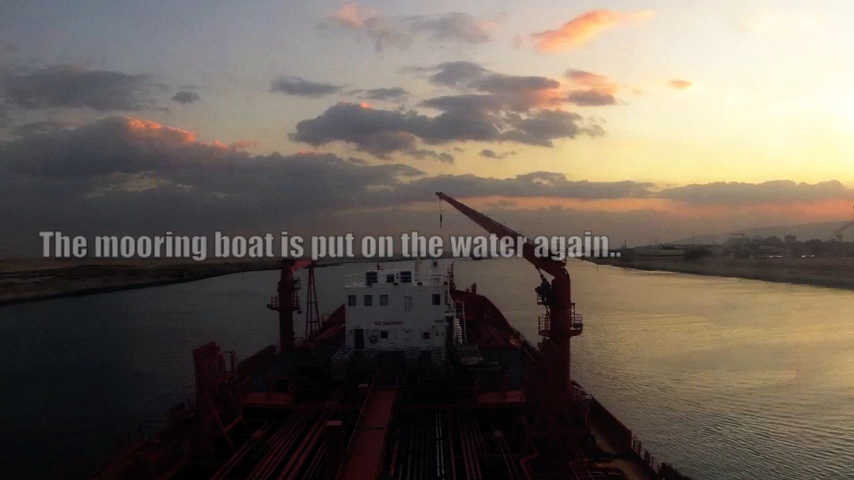 The mooring boat is put on the water again..